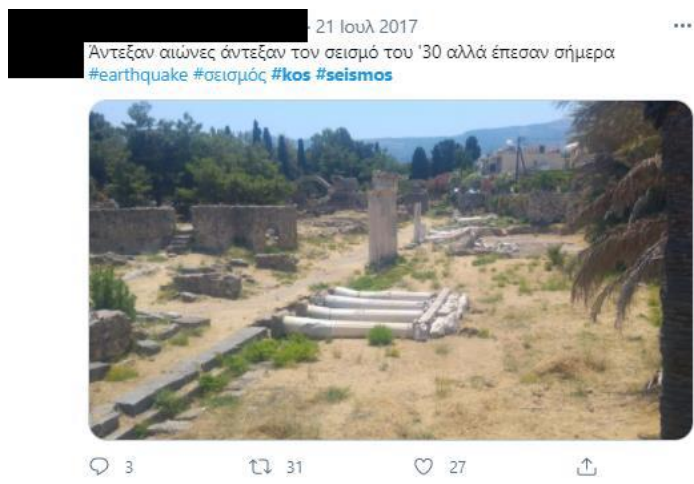 · 21 Ιουλ 2017
Άντεξαν αιώνες άντεξαν τον σεισμό του '30 αλλά έπεσαν σήμερα
#earthquake #σεισμός #kos #seismos
3 31 27